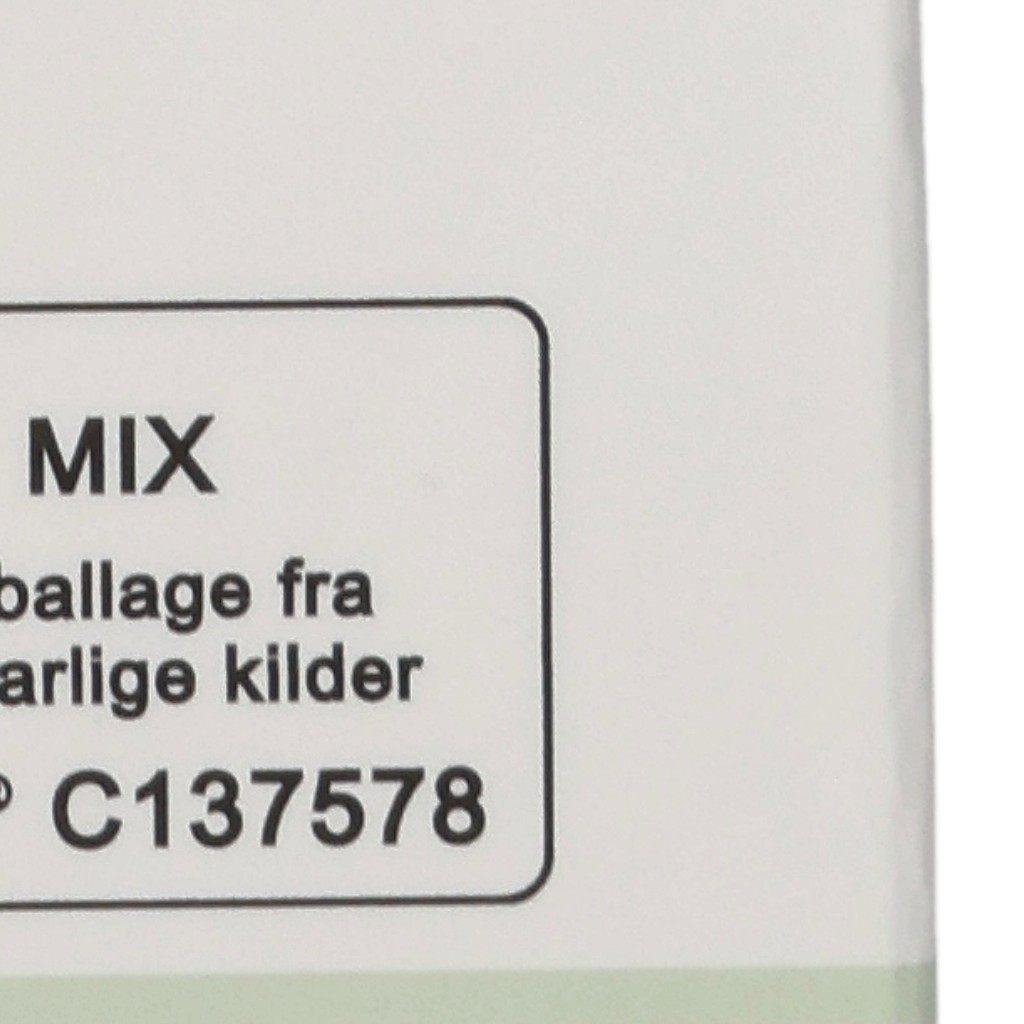 MIX
ballage fra
arlige kilder
® C137578